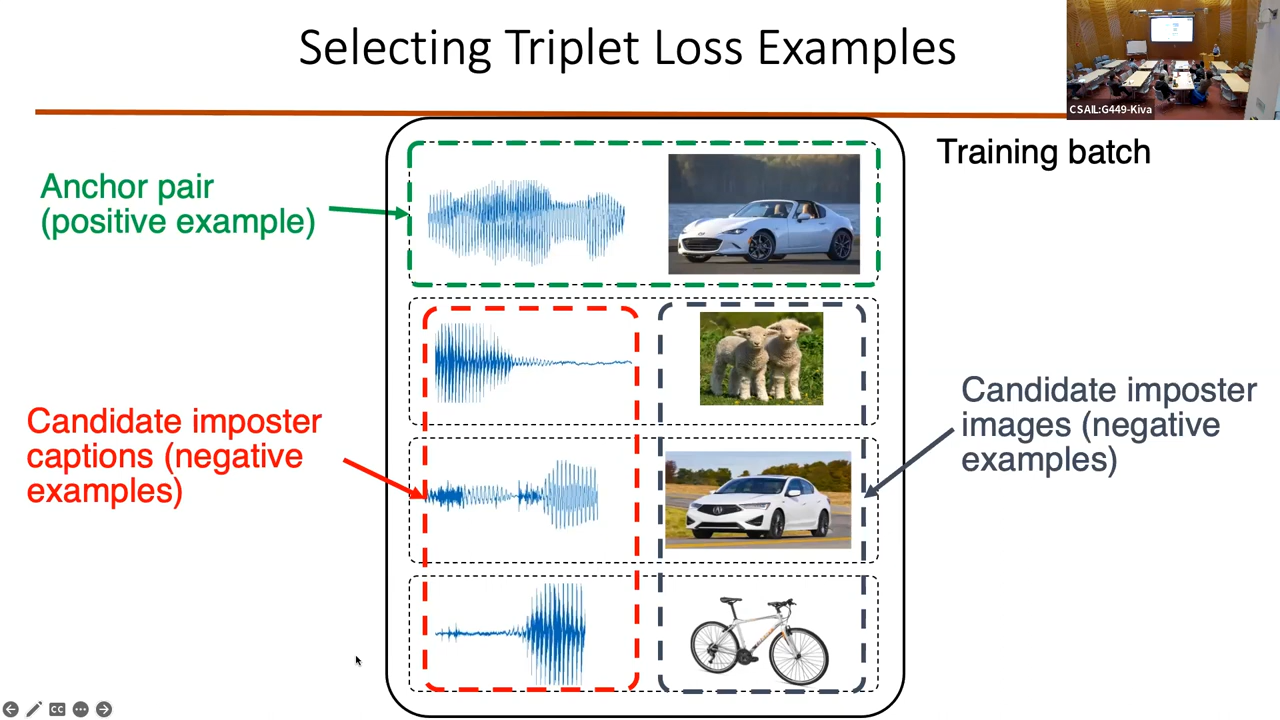 Selecting Triplet Loss Examples
CSAIL:G449-Kiva
Training batch
Anchor pair
(positive example)
Candidate imposter
captions (negative
examples)
Candidate imposter
images (negative
examples)
CC